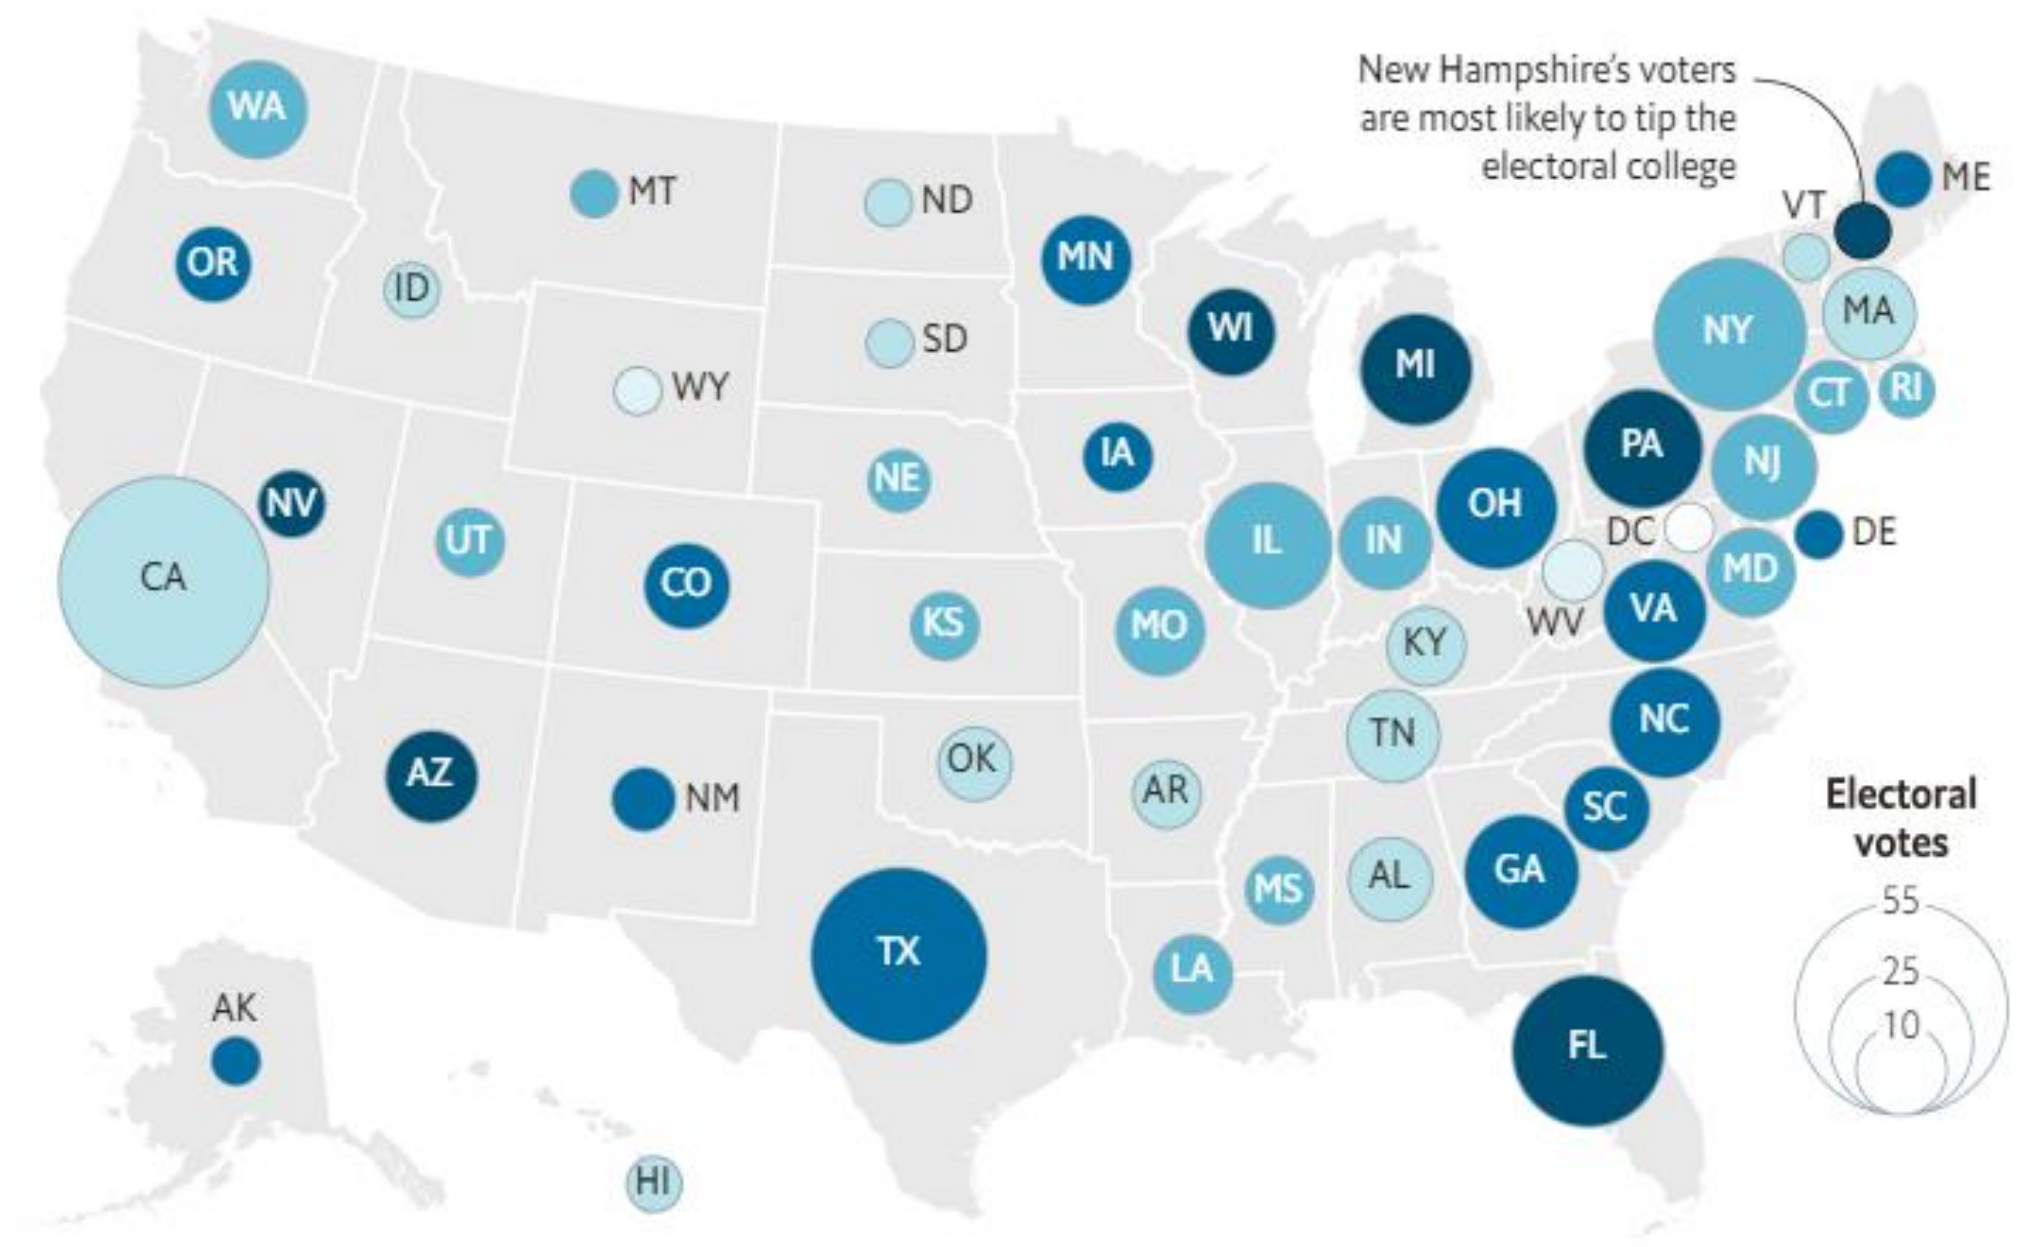 New Hampshire's voters
are most likely to tip the
electoral college
WA
MT
ND
MN
VT
ME
OR
ID
SD
WI
MI
NY
MA
WY
CT
RI
NV
NE
IA
PA
NJ
OH
CA
UT
CO
IL
IN
DC
DE
MD
KS
MO
KY
WV
VA
AZ
NM
OK
AR
TN
NC
SC
TX
MS
AL
GA
LA
FL
AK
HI
Electoral
votes
55
25
10